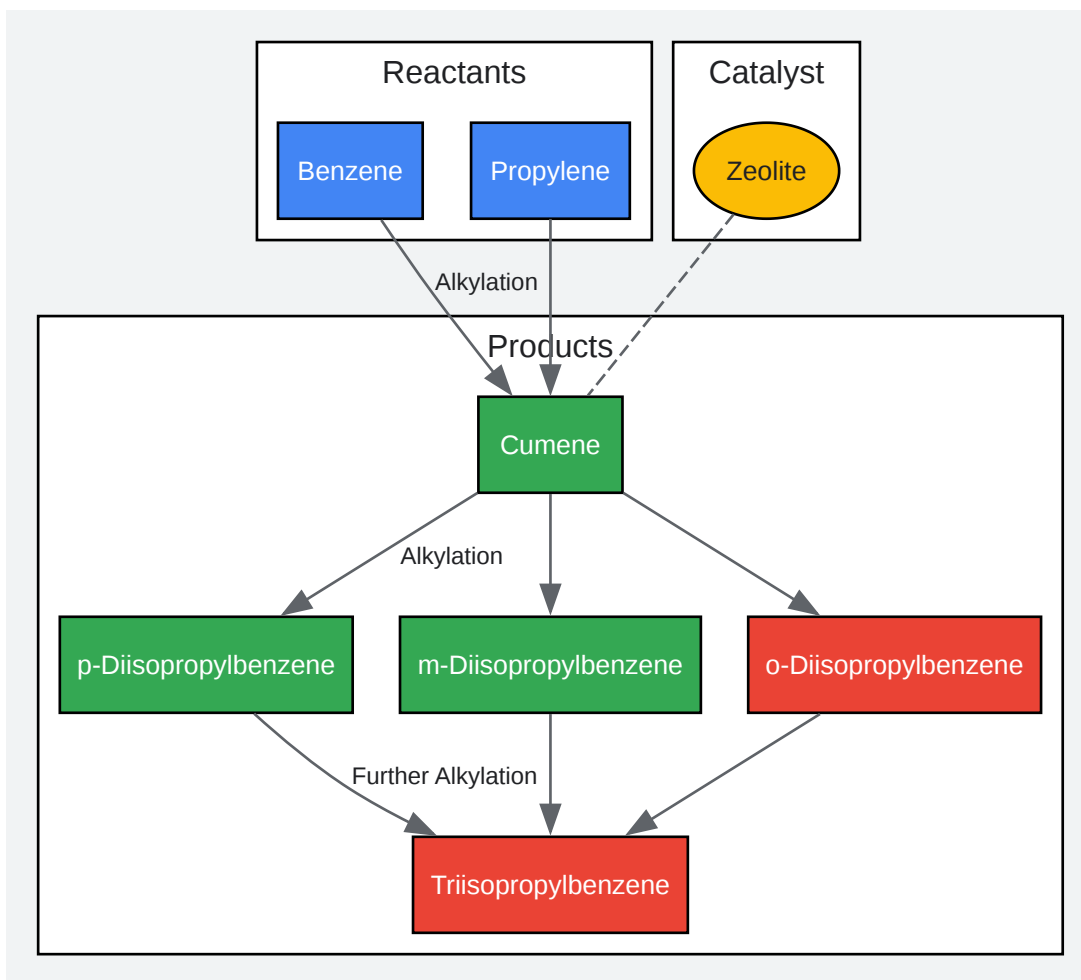 Reactants
Catalyst
Benzene
Propylene
Zeolite
Alkylation
Products
Cumene
Alkylation
p-Diisopropylbenzene
m-Diisopropylbenzene
o-Diisopropylbenzene
Further Alkylation
Triisopropylbenzene